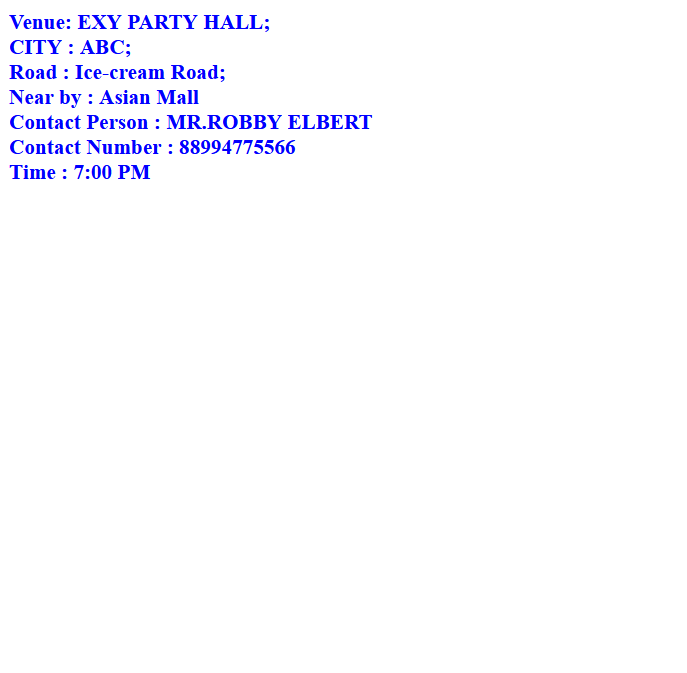 Venue: EXY PARTY HALL;
CITY : ABC;
Road : Ice-cream Road;
Near by : Asian Mall
Contact Person : MR.ROBBY ELBERT
Contact Number : 88994775566
Time : 7:00 PM